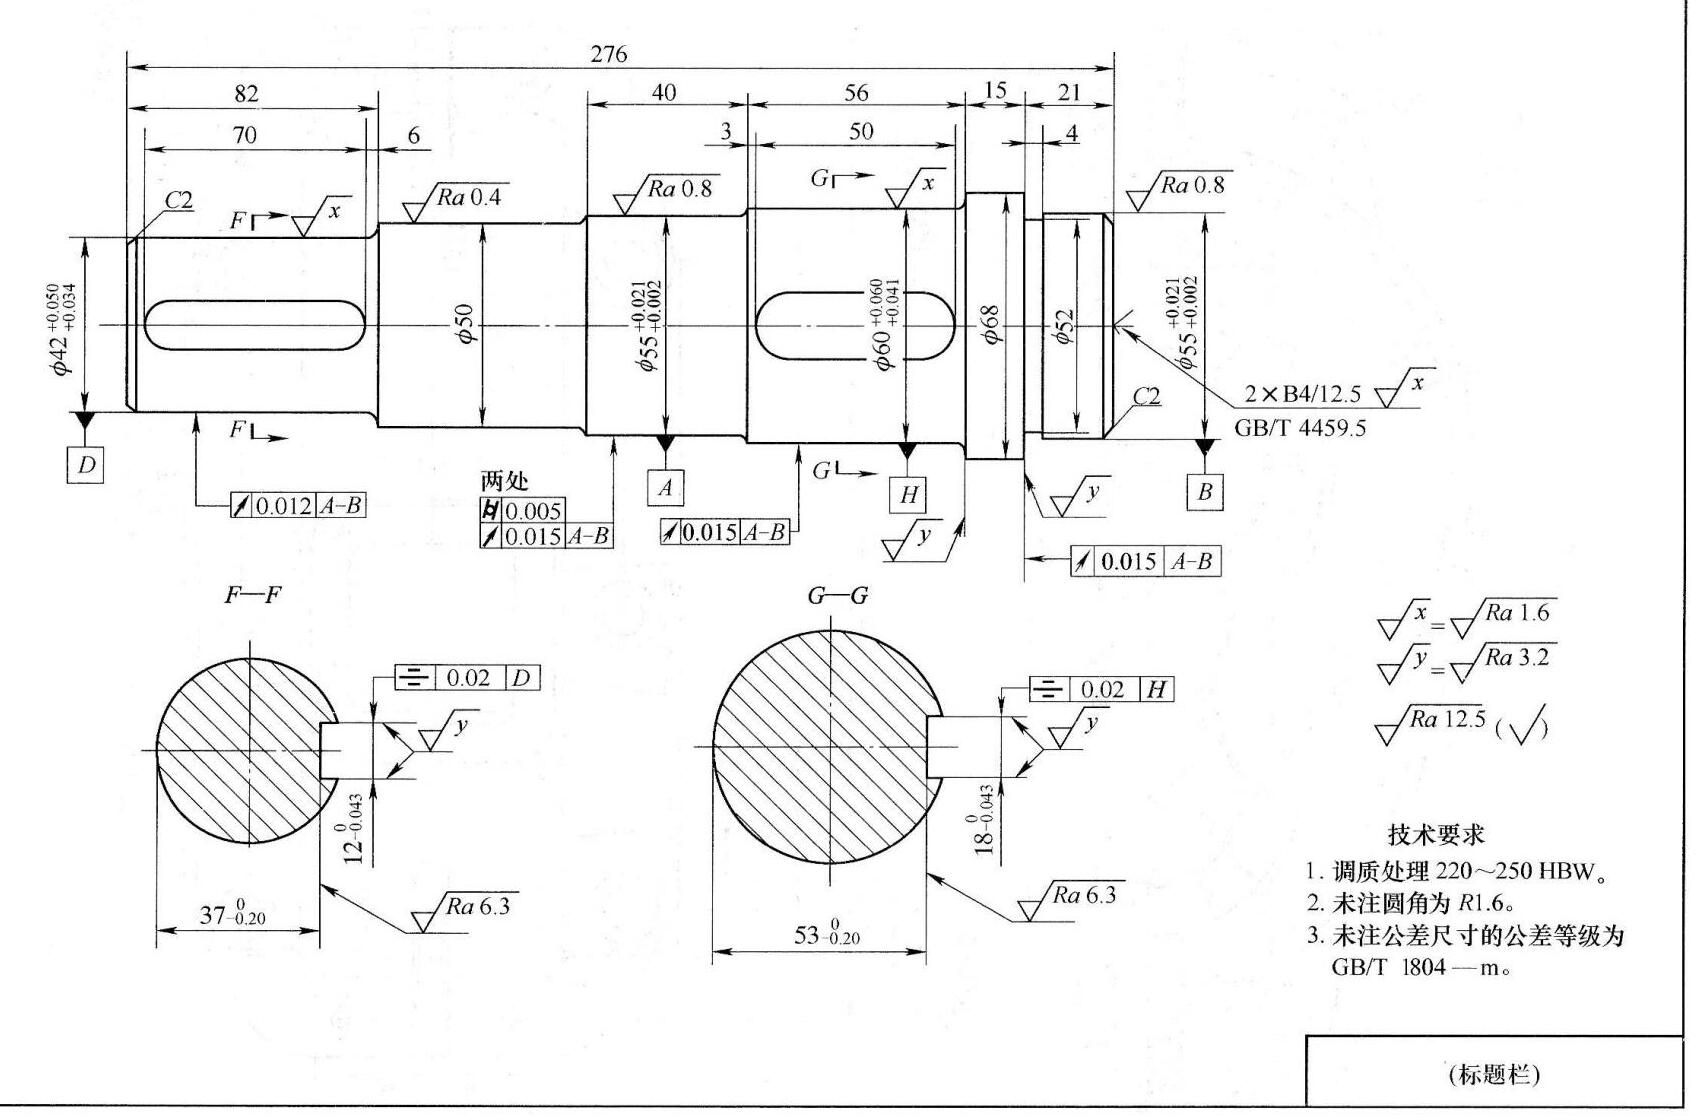 276
82
40
56
15
21
70
6
3
50
4
C2
F
x
Ra 0.4
Ra 0.8
G
x
Ra 0.8
ϕ42 +0.050 +0.034
ϕ50
ϕ55 +0.021 +0.002
ϕ60 +0.060 +0.041
ϕ68
ϕ52
ϕ55 +0.021 +0.002
2×B4/12.5 x
GB/T 4459.5
C2
F
D
G
A
H
B
两处
0.012 A–B
0.005
0.015 A–B
0.015 A–B
y
y
0.015 A–B
F—F
G—G
x = Ra 1.6
y = Ra 3.2
Ra 12.5 (√)
0.02 D
y
12 0 -0.043
37 0 -0.20
Ra 6.3
0.02 H
y
18 0 -0.043
53 0 -0.20
Ra 6.3
技术要求
1. 调质处理 220～250 HBW。
2. 未注圆角为 R1.6。
3. 未注公差尺寸的公差等级为
GB/T 1804—m。
(标题栏)